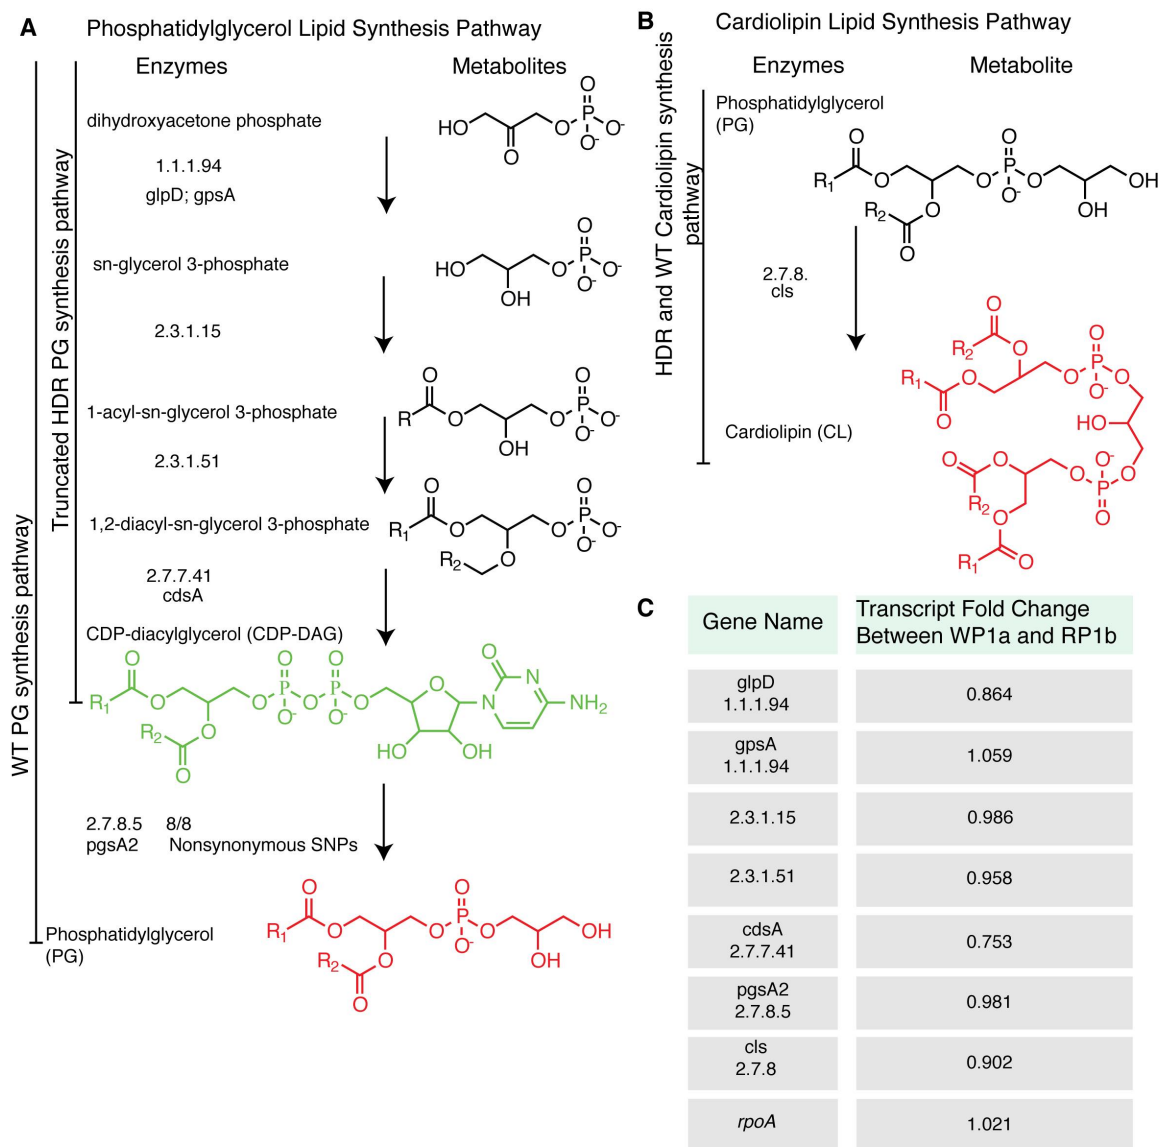 A
Phosphatidylglycerol Lipid Synthesis Pathway
Enzymes
Metabolites
WT PG synthesis pathway
Truncated HDR PG synthesis pathway
dihydroxyacetone phosphate
HO
O
O
O
P
O-
O-
1.1.1.94
glpD; gpsA
sn-glycerol 3-phosphate
HO
OH
O
O
P
O-
O-
2.3.1.15
1-acyl-sn-glycerol 3-phosphate
R
O
O
OH
O
O
P
O-
O-
2.3.1.51
1,2-diacyl-sn-glycerol 3-phosphate
R1
O
O
R2
O
O
O
P
O-
O-
2.7.7.41
cdsA
CDP-diacylglycerol (CDP-DAG)
R1
O
O
R2
O
O
O
O
P
O-
O
O
P
O-
O
O
HO
OH
N
O
N
NH2
2.7.8.5 8/8
pgsA2 Nonsynonymous SNPs
Phosphatidylglycerol
(PG)
R1
O
O
R2
O
O
O
O
P
O-
O
OH
OH
B
Cardiolipin Lipid Synthesis Pathway
Enzymes
Metabolite
HDR and WT Cardiolipin synthesis
pathway
Phosphatidylglycerol
(PG)
R1
O
O
R2
O
O
O
O
P
O-
O
OH
OH
2.7.8.
cls
Cardiolipin (CL)
O
R2
O
R1
O
O
O
O
P
O-
O
HO
O
O
R2
O
O-
P
O
O
O
R1
O
C
Gene Name
Transcript Fold Change
Between WP1a and RP1b
glpD
1.1.1.94
0.864
gpsA
1.1.1.94
1.059
2.3.1.15
0.986
2.3.1.51
0.958
cdsA
2.7.7.41
0.753
pgsA2
2.7.8.5
0.981
cls
2.7.8
0.902
rpoA
1.021